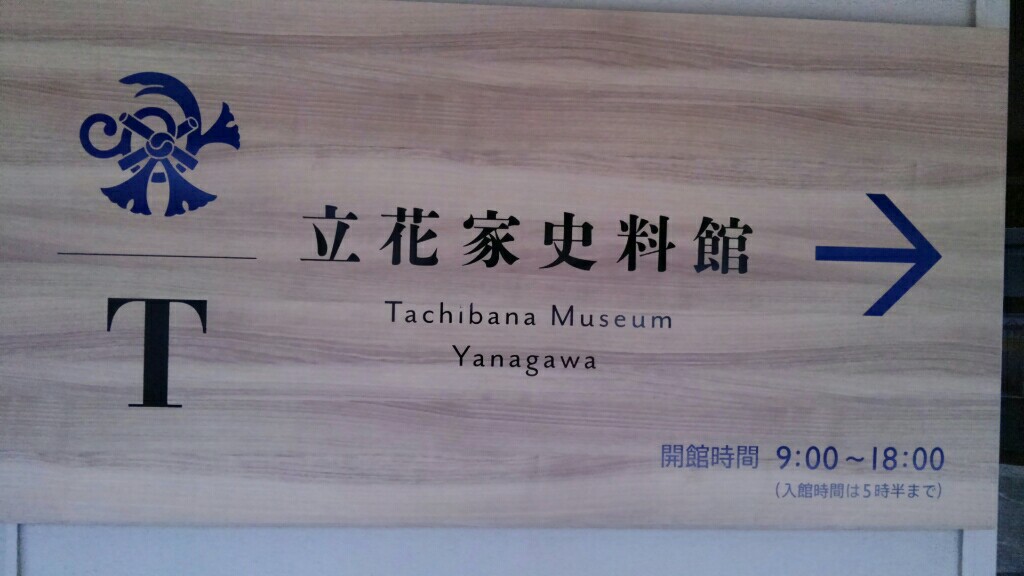 立花家史料館
T
Tachibana Museum
Yanagawa
開館時間 9:00～18:00
(入館時間は5時半まで)